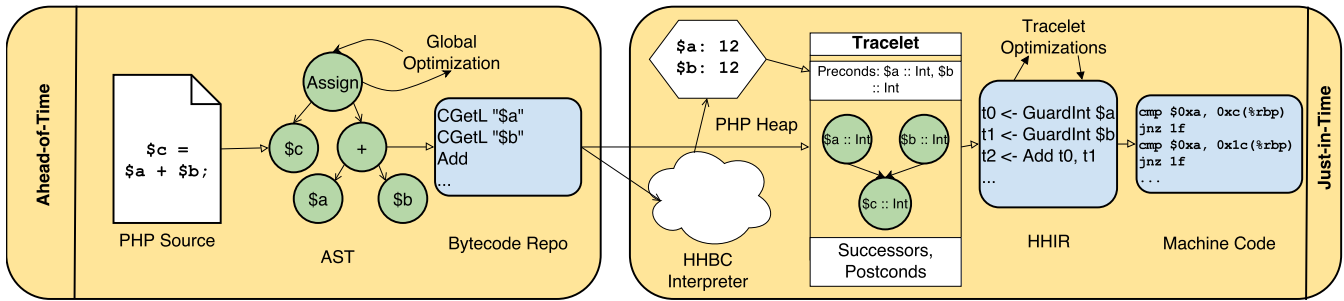 Ahead-of-Time
$c =
$a + $b;
PHP Source
Assign
Global
Optimization
$c
+
$a
$b
AST
CGetL "$a"
CGetL "$b"
Add
...
Bytecode Repo
$a: 12
$b: 12
PHP Heap
HHBC
Interpreter
Tracelet
Preconds: $a :: Int, $b
:: Int
$a :: Int
$b :: Int
$c :: Int
Successors,
Postconds
Tracelet
Optimizations
t0 <- GuardInt $a
t1 <- GuardInt $b
t2 <- Add t0, t1
...
HHIR
cmp $0xa, 0xc(%rbp)
jnz 1f
cmp $0xa, 0x1c(%rbp)
jnz 1f
...
Machine Code
Just-in-Time